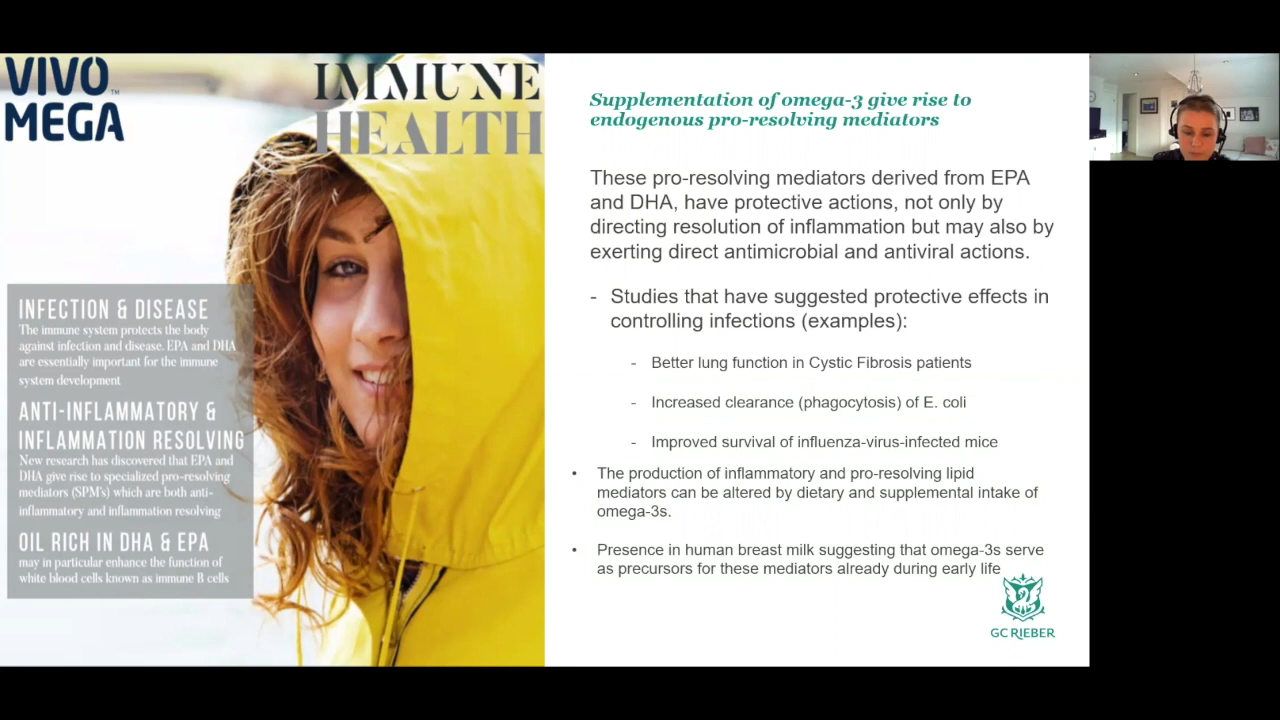 VIVO
MEGA
™
IMMUNE
HEALTH
INFECTION & DISEASE
The immune system protects the body
against infection and disease. EPA and DHA
are essentially important for the immune
system development
ANTI-INFLAMMATORY &
INFLAMMATION RESOLVING
New research has discovered that EPA and
DHA give rise to specialized pro-resolving
mediators (SPM's) which are both anti-
inflammatory and inflammation resolving
OIL RICH IN DHA & EPA
may in particular enhance the function of
white blood cells known as immune B cells
Supplementation of omega-3 give rise to
endogenous pro-resolving mediators
These pro-resolving mediators derived from EPA
and DHA, have protective actions, not only by
directing resolution of inflammation but may also by
exerting direct antimicrobial and antiviral actions.
- Studies that have suggested protective effects in
controlling infections (examples):
- Better lung function in Cystic Fibrosis patients
- Increased clearance (phagocytosis) of E. coli
- Improved survival of influenza-virus-infected mice
• The production of inflammatory and pro-resolving lipid
mediators can be altered by dietary and supplemental intake of
omega-3s.
• Presence in human breast milk suggesting that omega-3s serve
as precursors for these mediators already during early life
GC RIEBER